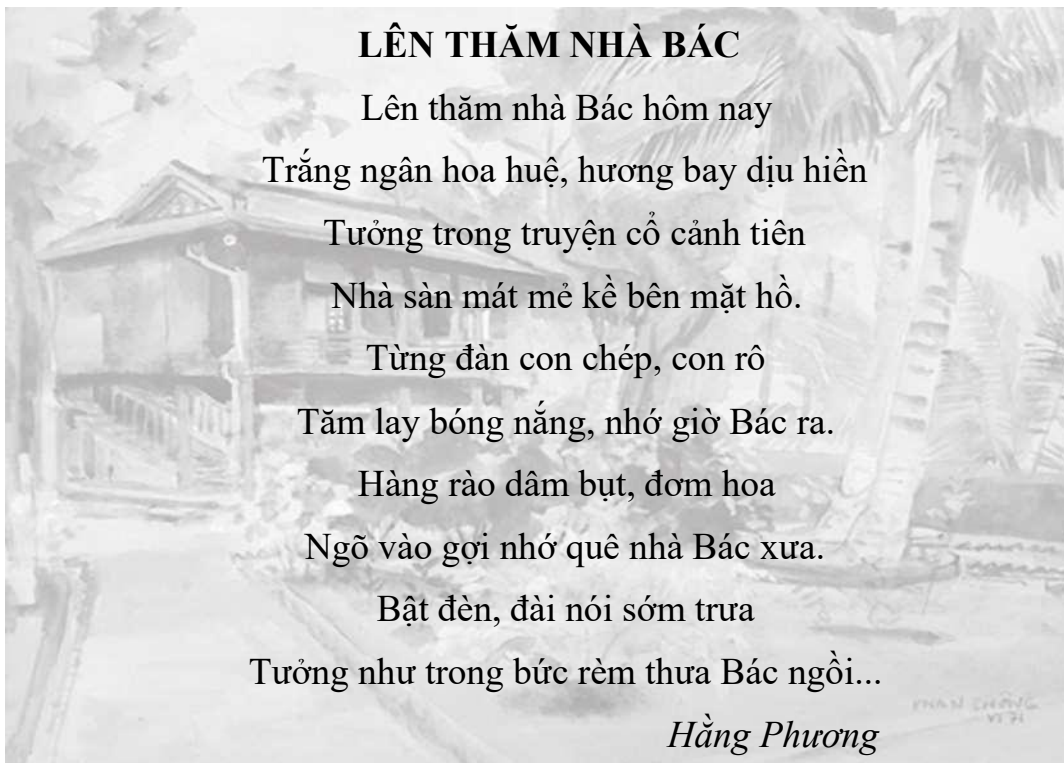 LÊN THĂM NHÀ BÁC
Lên thăm nhà Bác hôm nay
Trắng ngân hoa huệ, hương bay dịu hiền
Tưởng trong truyện cổ cảnh tiên
Nhà sàn mát mẻ kề bên mặt hồ.
Từng đàn con chép, con rô
Tăm lay bóng nắng, nhớ giờ Bác ra.
Hàng rào dâm bụt, đơm hoa
Ngõ vào gợi nhớ quê nhà Bác xưa.
Bật đèn, đài nói sớm trưa
Tưởng như trong bức rèm thưa Bác ngồi...
Hằng Phương